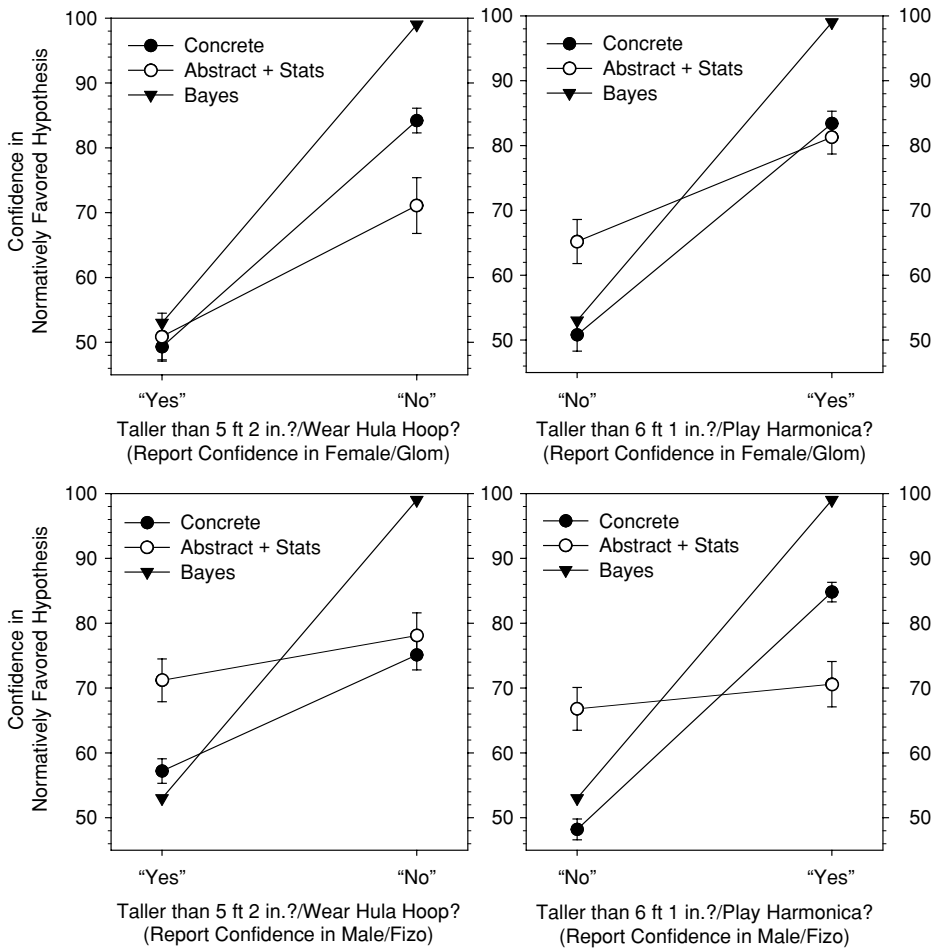 100
90
80
70
60
50
Concrete
Abstract + Stats
Bayes
Confidence in
Normatively Favored Hypothesis
“Yes”
“No”
Taller than 5 ft 2 in.?/Wear Hula Hoop?
(Report Confidence in Female/Glom)
100
90
80
70
60
50
Concrete
Abstract + Stats
Bayes
“No”
“Yes”
Taller than 6 ft 1 in.?/Play Harmonica?
(Report Confidence in Female/Glom)
100
90
80
70
60
50
Concrete
Abstract + Stats
Bayes
Confidence in
Normatively Favored Hypothesis
“Yes”
“No”
Taller than 5 ft 2 in.?/Wear Hula Hoop?
(Report Confidence in Male/Fizo)
100
90
80
70
60
50
Concrete
Abstract + Stats
Bayes
“No”
“Yes”
Taller than 6 ft 1 in.?/Play Harmonica?
(Report Confidence in Male/Fizo)
100
90
80
70
60
50
100
90
80
70
60
50